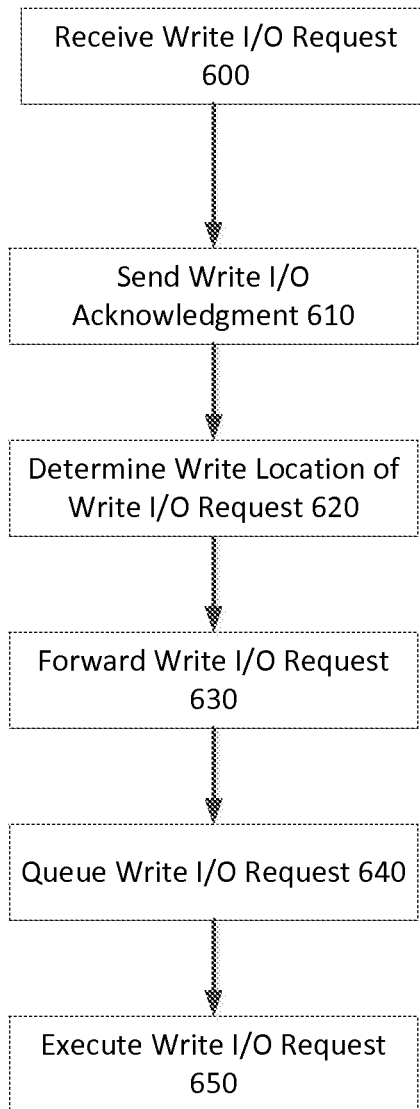 Receive Write I/O Request
600
Send Write I/O
Acknowledgment 610
Determine Write Location of
Write I/O Request 620
Forward Write I/O Request
630
Queue Write I/O Request 640
Execute Write I/O Request
650